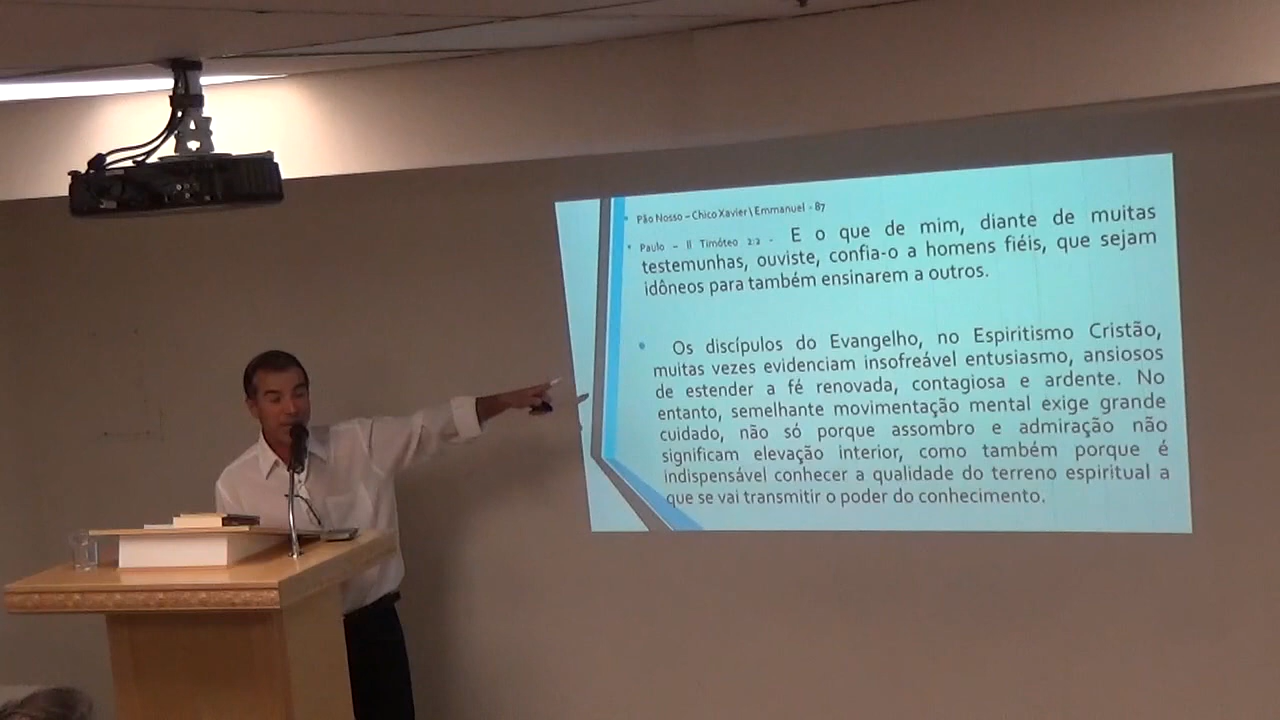 Pão Nosso – Chico Xavier \ Emmanuel - 87
Paulo – II Timóteo 2:2 - E o que de mim, diante de muitas
testemunhas, ouviste, confia-o a homens fiéis, que sejam
idôneos para também ensinarem a outros.
Os discípulos do Evangelho, no Espiritismo Cristão,
muitas vezes evidenciam insofreável entusiasmo, ansiosos
de estender a fé renovada, contagiosa e ardente. No
entanto, semelhante movimentação mental exige grande
cuidado, não só porque assombro e admiração não
significam elevação interior, como também porque é
indispensável conhecer a qualidade do terreno espiritual a
que se vai transmitir o poder do conhecimento.